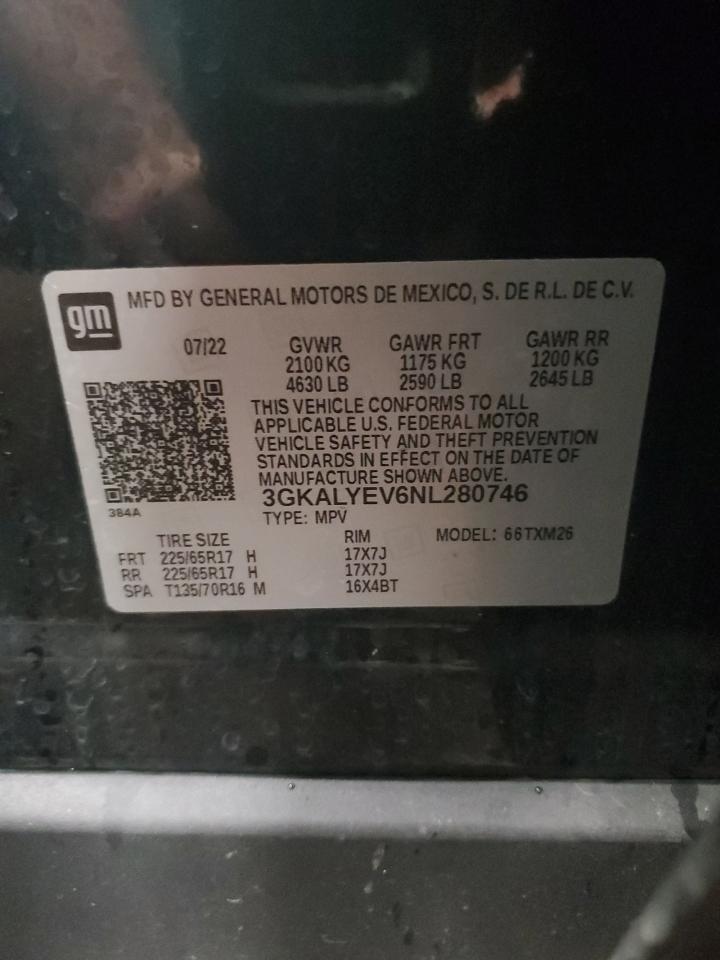 gm
MFD BY GENERAL MOTORS DE MEXICO, S. DE R.L. DE C.V.
07/22 GVWR GAWR FRT GAWR RR
2100 KG 1175 KG 1200 KG
4630 LB 2590 LB 2645 LB
THIS VEHICLE CONFORMS TO ALL
APPLICABLE U.S. FEDERAL MOTOR
VEHICLE SAFETY AND THEFT PREVENTION
STANDARDS IN EFFECT ON THE DATE OF
MANUFACTURE SHOWN ABOVE.
3GKALYEV6NL280746
384A
TYPE: MPV
TIRE SIZE RIM MODEL: 66TXM26
FRT 225/65R17 H 17X7J
RR 225/65R17 H 17X7J
SPA T135/70R16 M 16X4BT